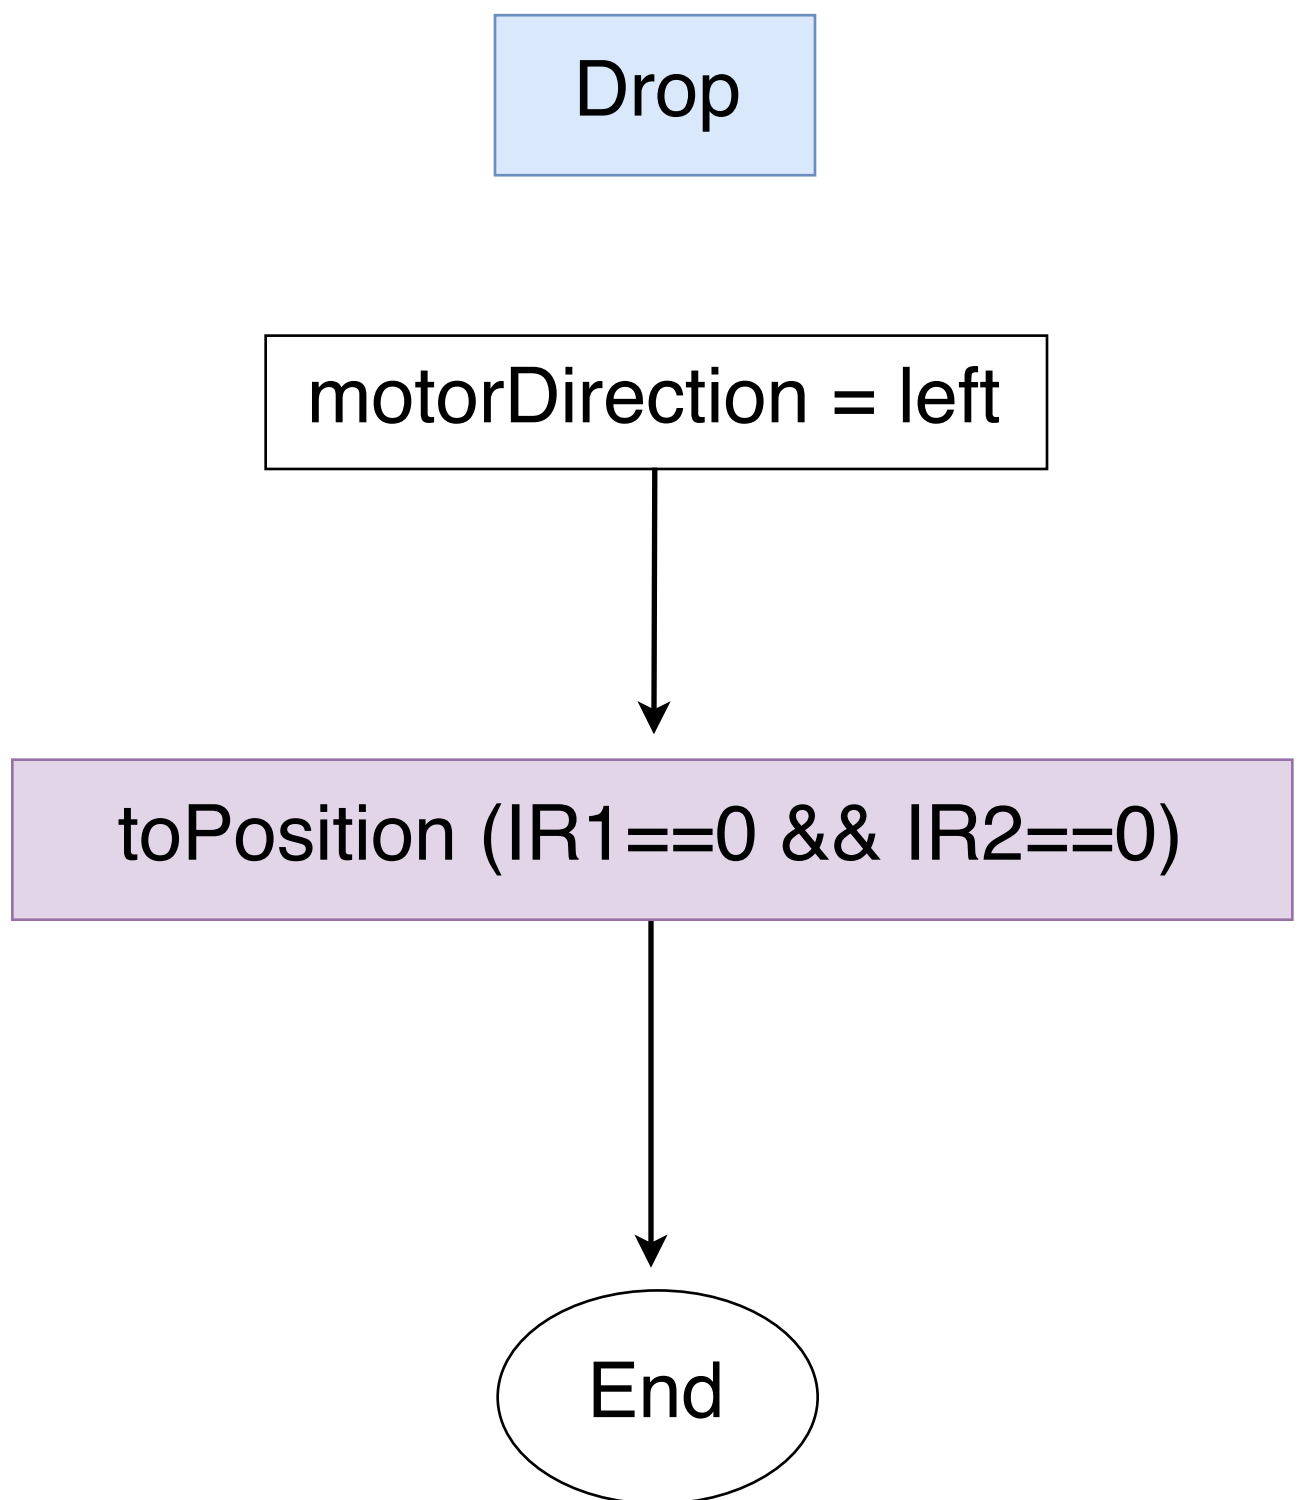 Drop
motorDirection = left
toPosition (IR1==0 && IR2==0)
End